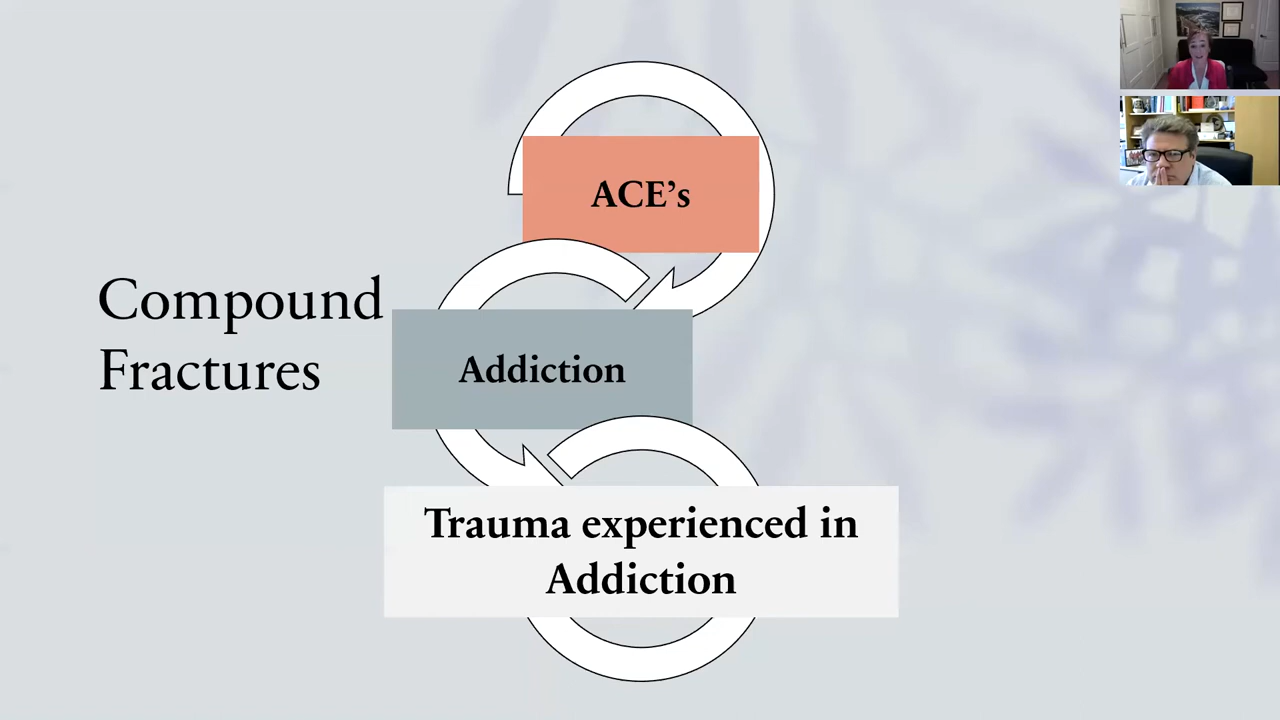 Compound
Fractures
ACE’s
Addiction
Trauma experienced in
Addiction